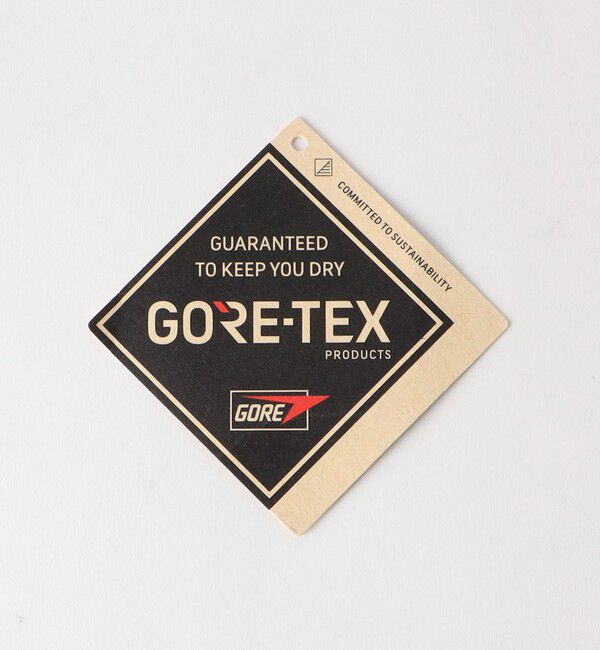 COMMITTED TO SUSTAINABILITY
GUARANTEED
TO KEEP YOU DRY
GORE-TEX
PRODUCTS
GORE